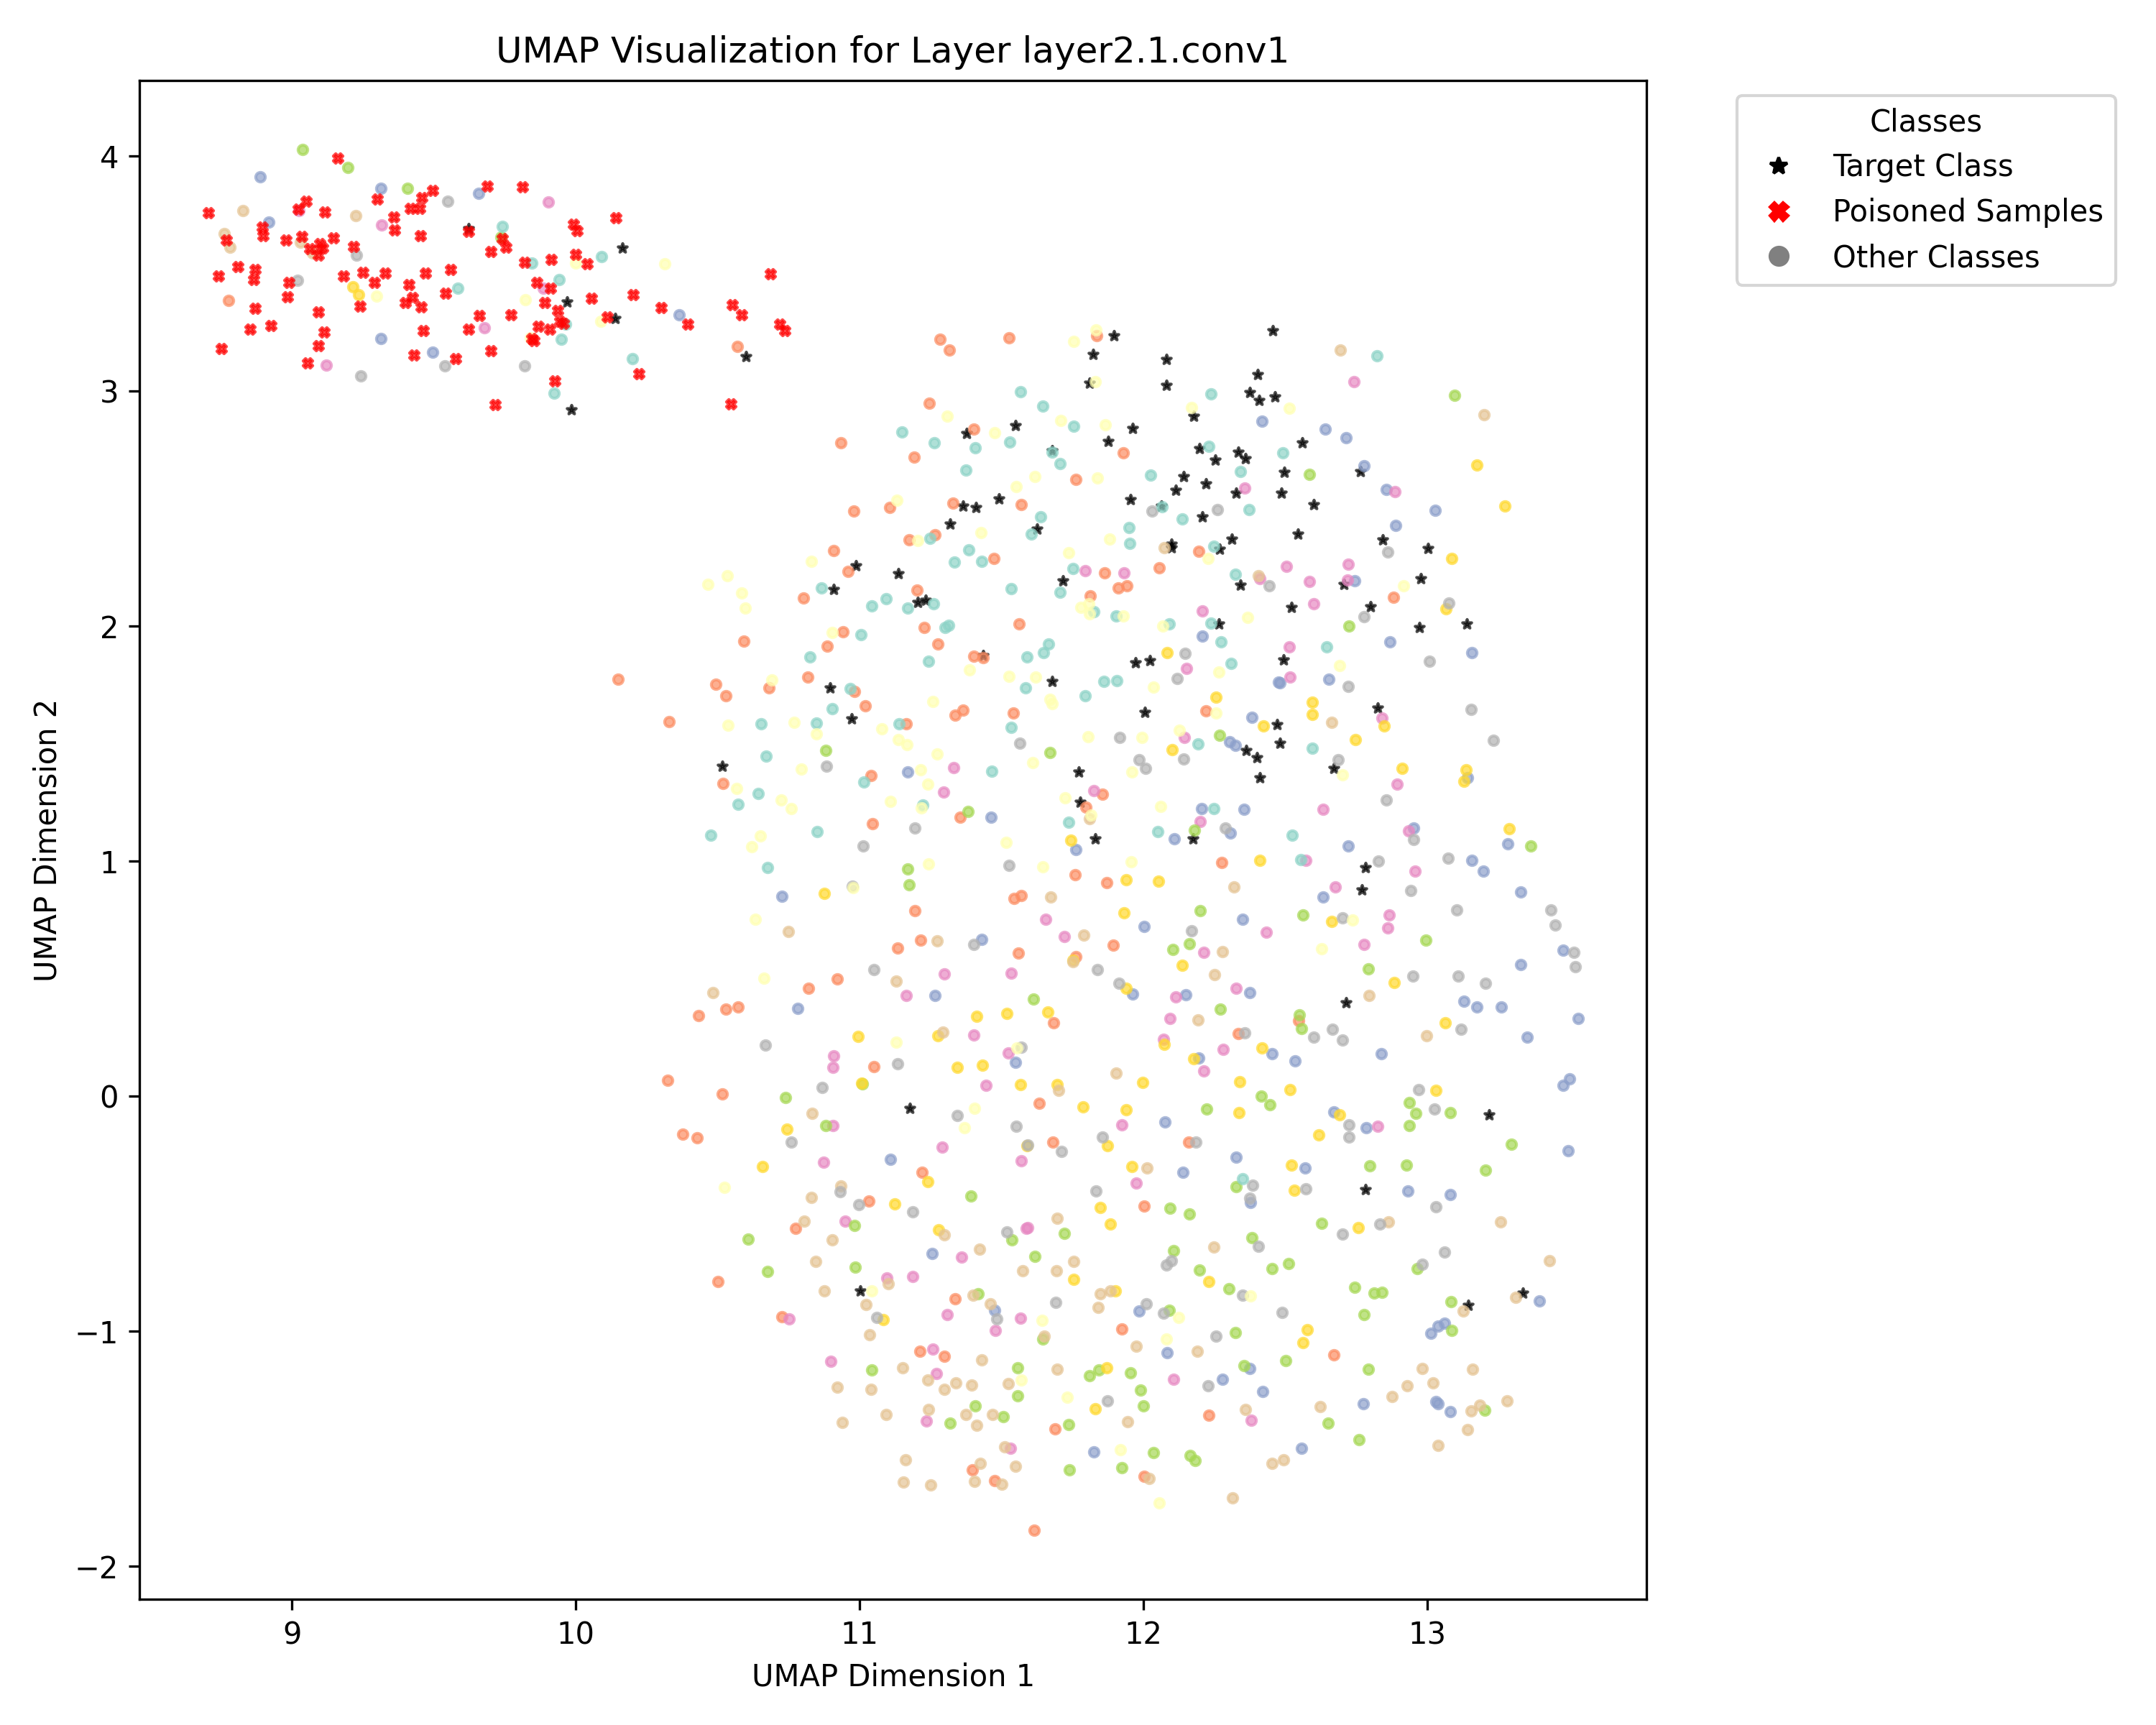 UMAP Visualization for Layer layer2.1.conv1
Classes
Target Class
Poisoned Samples
Other Classes
UMAP Dimension 2
4
3
2
1
0
−1
−2
9
10
11
12
13
UMAP Dimension 1